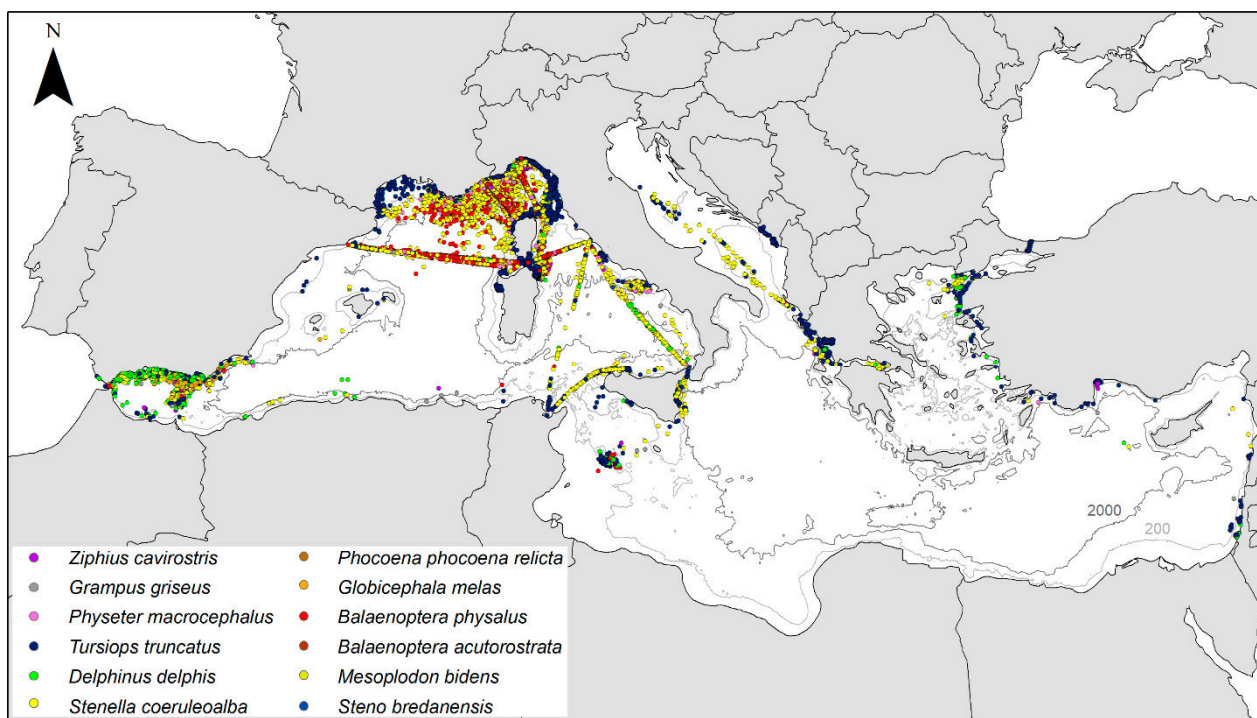 N
2000
200
Ziphius cavirostris
Grampus griseus
Physeter macrocephalus
Tursiops truncatus
Delphinus delphis
Stenella coeruleoalba
Phocoena phocoena relicta
Globicephala melas
Balaenoptera physalus
Balaenoptera acutorostrata
Mesoplodon bidens
Steno bredanensis